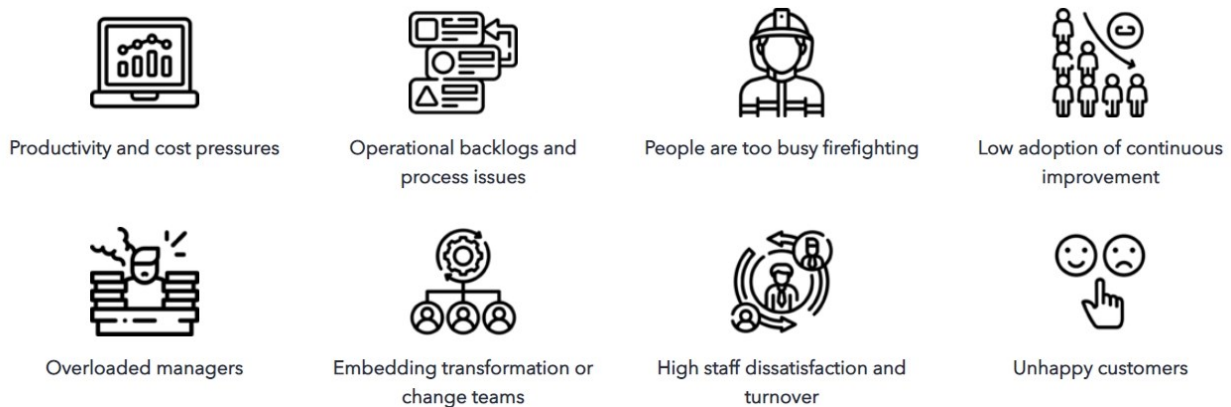 Productivity and cost pressures
Operational backlogs and
process issues
People are too busy firefighting
Low adoption of continuous
improvement
Overloaded managers
Embedding transformation or
change teams
High staff dissatisfaction and
turnover
Unhappy customers